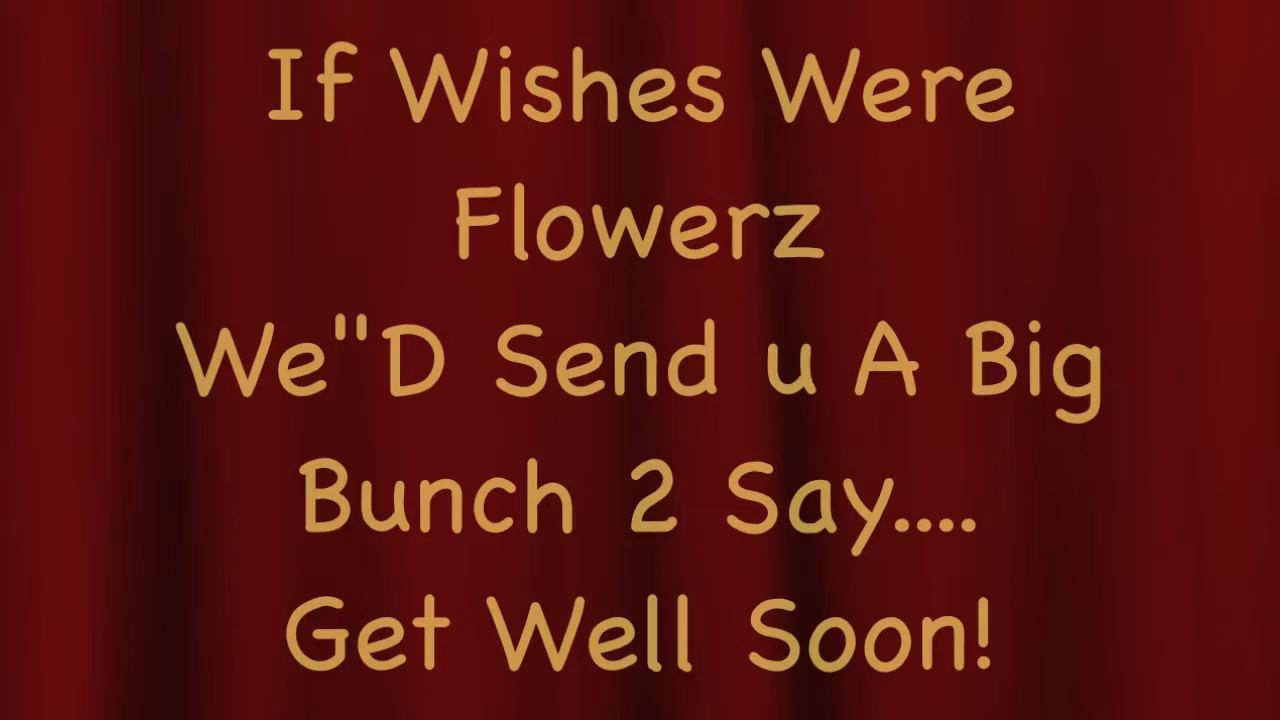 If Wishes Were
Flowerz
We"D Send u A Big
Bunch 2 Say....
Get Well Soon!